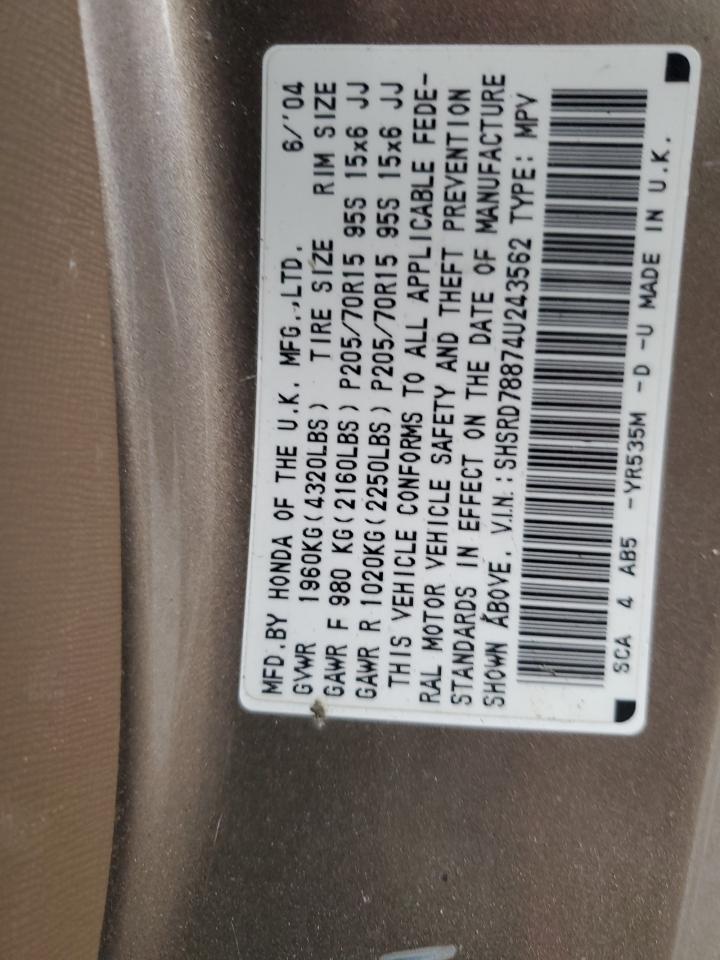 MFD.BY HONDA OF THE U.K. MFG.,LTD. 6/'04
GVWR 1960KG(4320LBS) TIRE SIZE RIM SIZE
GAWR F 980 KG(2160LBS) P205/70R15 95S 15x6 JJ
GAWR R 1020KG(2250LBS) P205/70R15 95S 15x6 JJ
THIS VEHICLE CONFORMS TO ALL APPLICABLE FEDE-
RAL MOTOR VEHICLE SAFETY AND THEFT PREVENTION
STANDARDS IN EFFECT ON THE DATE OF MANUFACTURE
SHOWN ABOVE. V.I.N.:SHSRD78874U243562 TYPE: MPV
SCA 4 AB5 -YR535M -D -U MADE IN U.K.